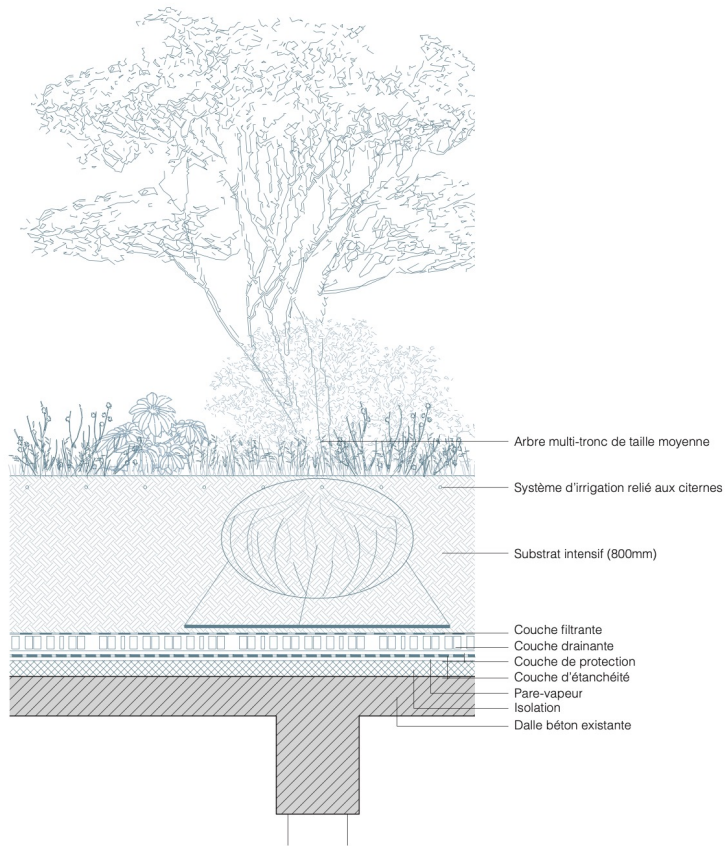 Arbre multi-tronc de taille moyenne
Système d'irrigation relié aux citernes
Substrat intensif (800mm)
Couche filtrante
Couche drainante
Couche de protection
Couche d'étanchéité
Pare-vapeur
Isolation
Dalle béton existante